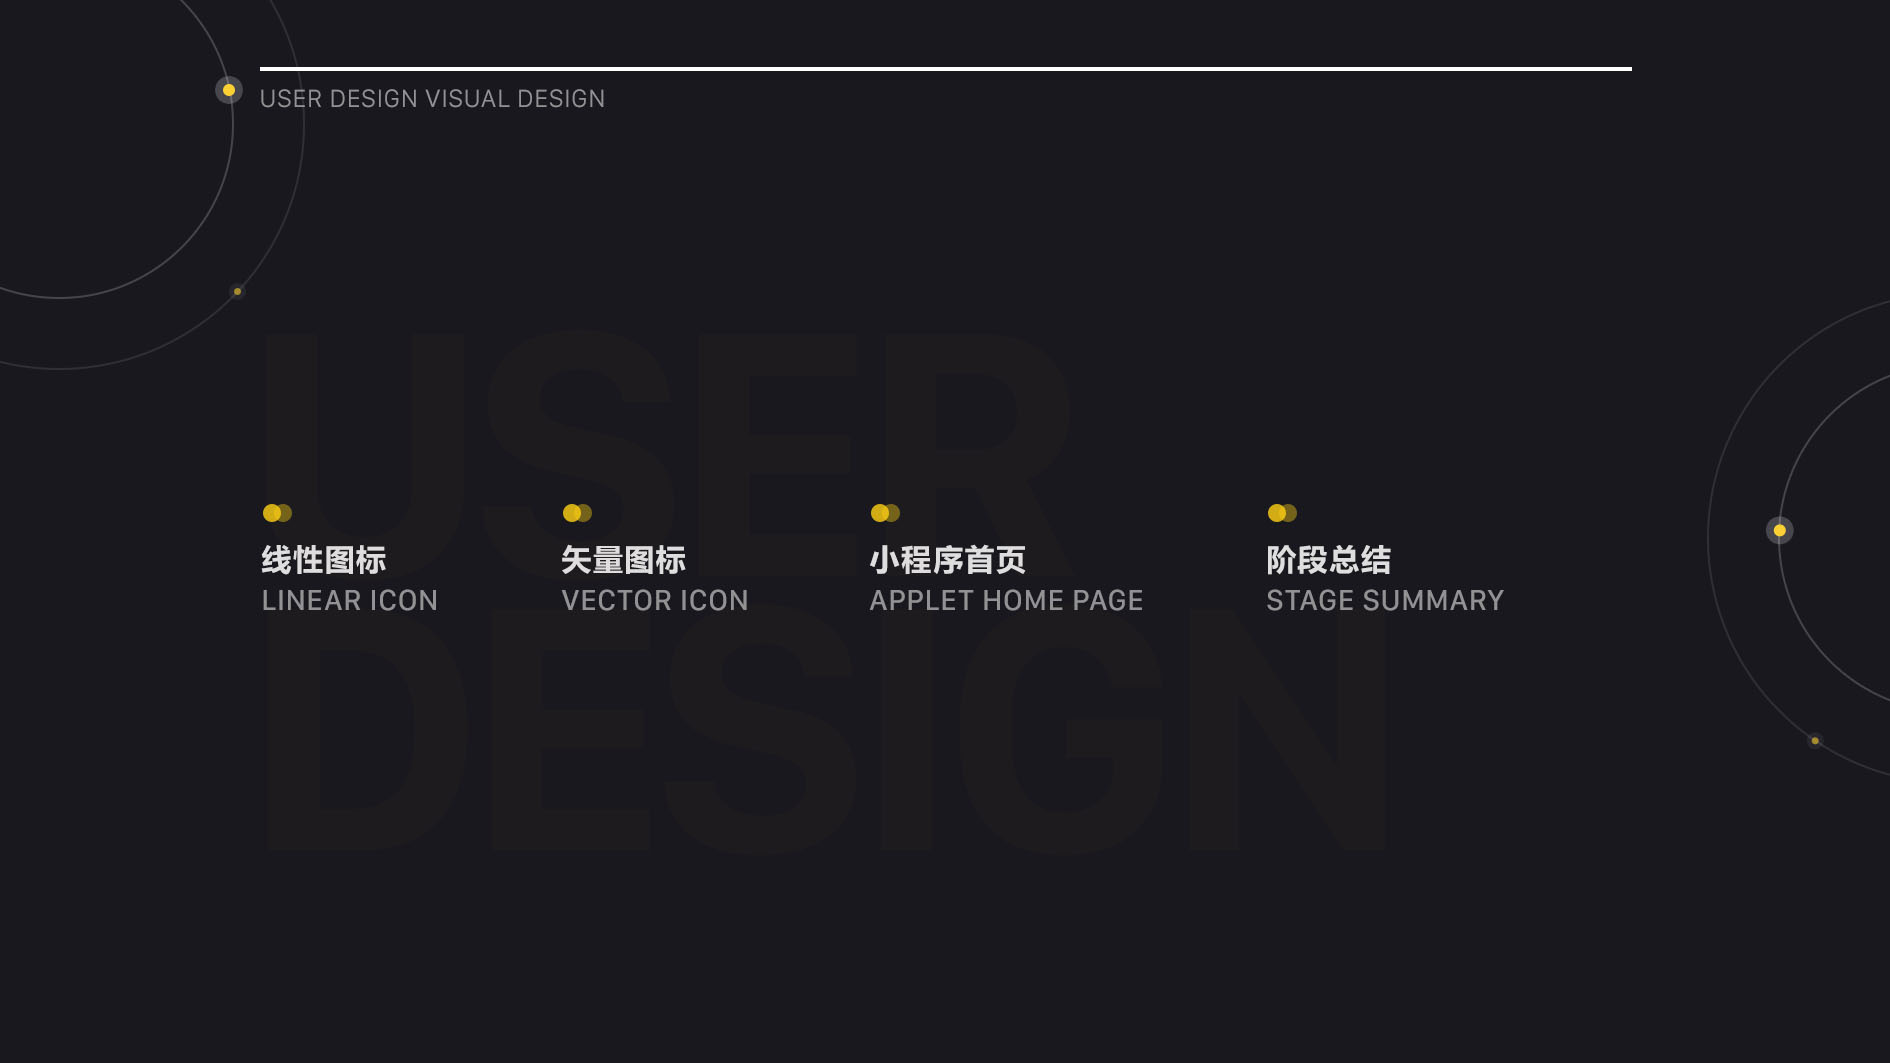 USER DESIGN VISUAL DESIGN
USER
DESIGN
线性图标
LINEAR ICON
矢量图标
VECTOR ICON
小程序首页
APPLET HOME PAGE
阶段总结
STAGE SUMMARY